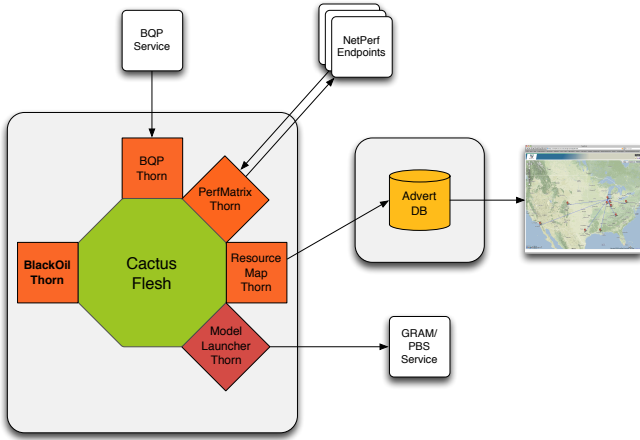 BQP
Service
NetPerf
Endpoints
BQP
Thorn
PerfMatrix
Thorn
Advert
DB
BlackOil
Thorn
Cactus
Flesh
Resource
Map
Thorn
Model
Launcher
Thorn
GRAM/
PBS
Service